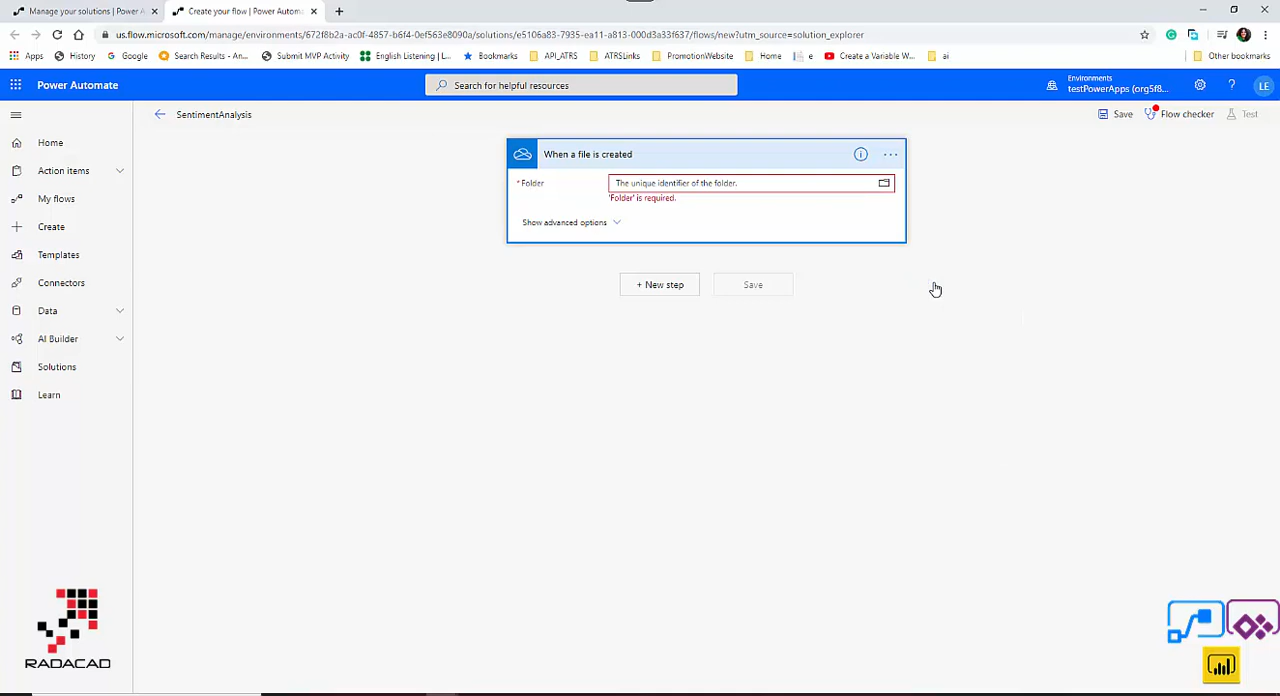 Manage your solutions | Power A
Create your flow | Power Automa
us.flow.microsoft.com/manage/environments/672f8b2a-ac0f-4857-b6f4-0ef563e8090a/solutions/e5106a83-7935-ea11-a813-000d3a33f637/flows/new?utm_source=solution_explorer
Apps
History
Google
Search Results - An...
Submit MVP Activity
English Listening | L...
Bookmarks
API_ATRS
ATRSLinks
PromotionWebsite
Home
e
Create a Variable W...
ai
Other bookmarks
Power Automate
Search for helpful resources
Environments
testPowerApps (org5f8...
?
LE
SentimentAnalysis
Save
Flow checker
Test
Home
Action items
My flows
Create
Templates
Connectors
Data
AI Builder
Solutions
Learn
When a file is created
* Folder
The unique identifier of the folder.
'Folder' is required.
Show advanced options
+ New step
Save
RADACAD